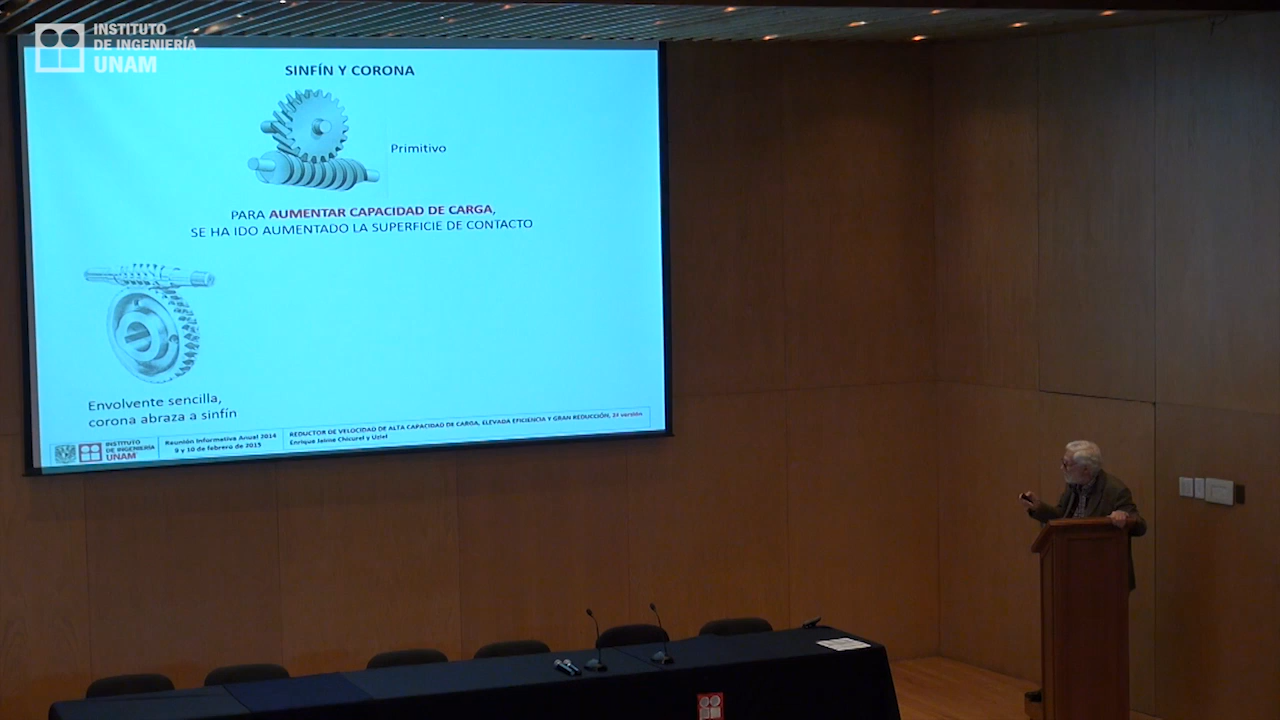 INSTITUTO
DE INGENIERÍA
UNAM
SINFÍN Y CORONA
Primitivo
PARA AUMENTAR CAPACIDAD DE CARGA,
SE HA IDO AUMENTADO LA SUPERFICIE DE CONTACTO
Envolvente sencilla,
corona abraza a sinfín
INSTITUTO
DE INGENIERÍA
UNAM
Reunión Informativa Anual 2014
9 y 10 de febrero de 2015
REDUCTOR DE VELOCIDAD DE ALTA CAPACIDAD DE CARGA, ELEVADA EFICIENCIA Y GRAN REDUCCIÓN, 2ª versión
Enrique Jaime Chicurel y Uziel